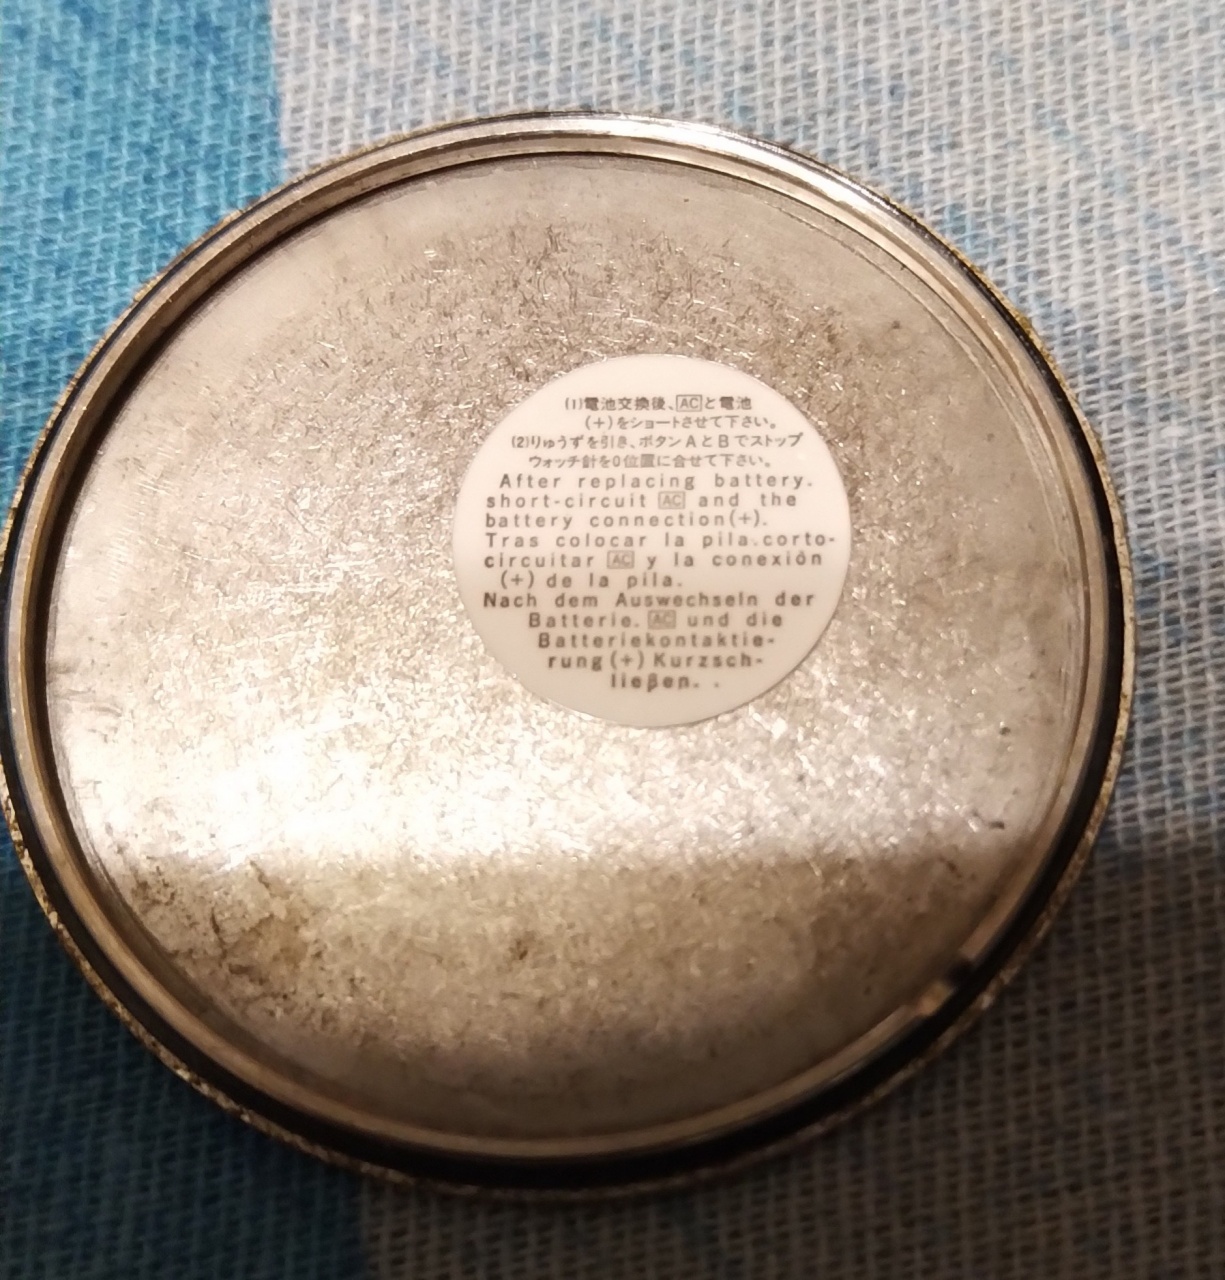 (1)電池交換後、ACと電池
(+)をショートさせて下さい。
(2)りゅうずを引き、ボタンAとBでストップ
ウォッチ針を0位置に合せて下さい。
After replacing battery.
short-circuit AC and the
battery connection(+).
Tras colocar la pila.corto-
circuitar AC y la conexión
(+) de la pila.
Nach dem Auswechseln der
Batterie. AC und die
Batteriekontaktie-
rung(+) Kurzsch-
ließen. .